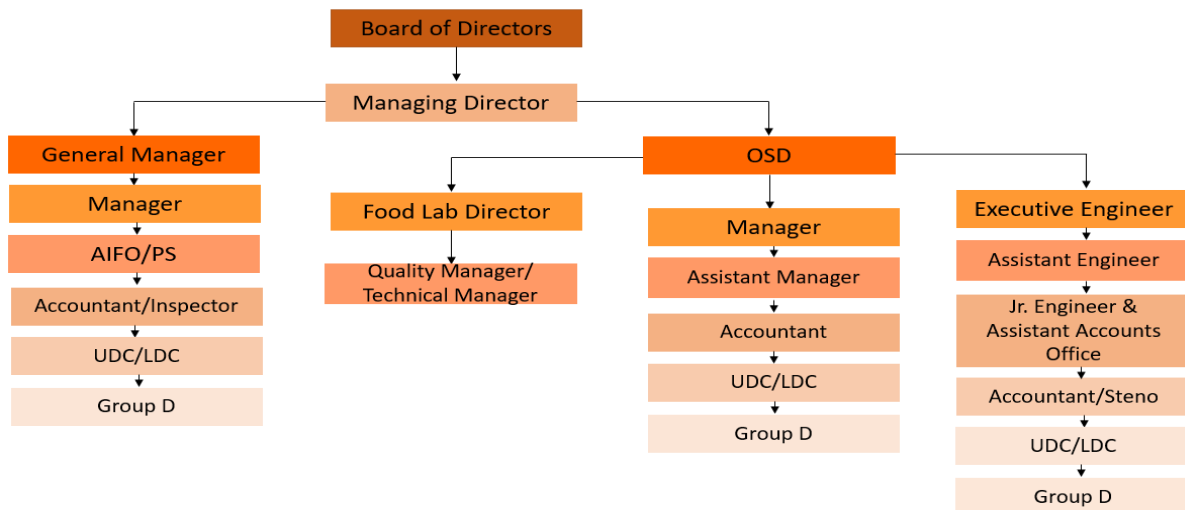 Board of Directors
Managing Director
General Manager
Manager
AIFO/PS
Accountant/Inspector
UDC/LDC
Group D
OSD
Food Lab Director
Quality Manager/
Technical Manager
Manager
Assistant Manager
Accountant
UDC/LDC
Group D
Executive Engineer
Assistant Engineer
Jr. Engineer &
Assistant Accounts
Office
Accountant/Steno
UDC/LDC
Group D